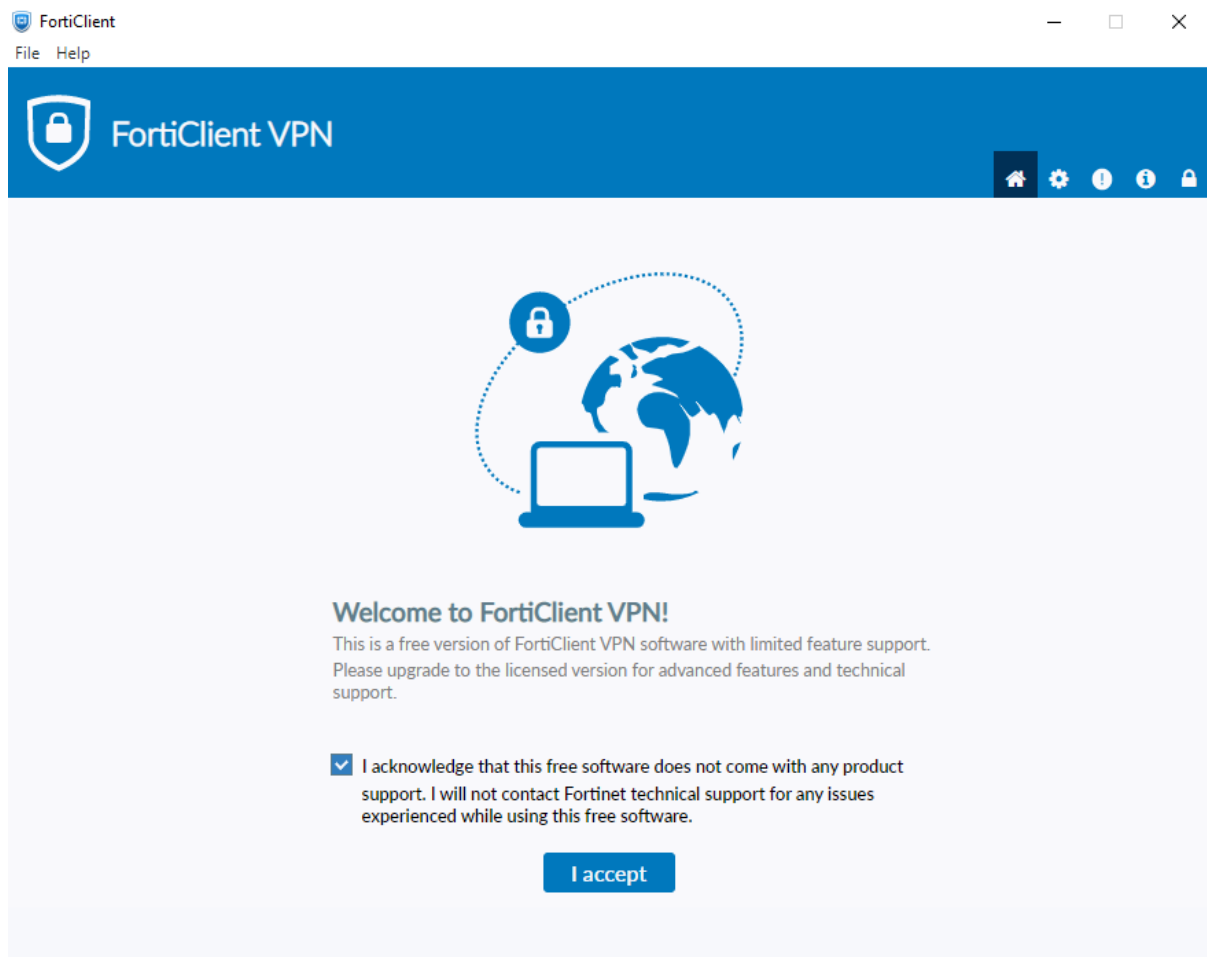 FortiClient
File Help
FortiClient VPN
Welcome to FortiClient VPN!
This is a free version of FortiClient VPN software with limited feature support.
Please upgrade to the licensed version for advanced features and technical
support.
I acknowledge that this free software does not come with any product
support. I will not contact Fortinet technical support for any issues
experienced while using this free software.
I accept